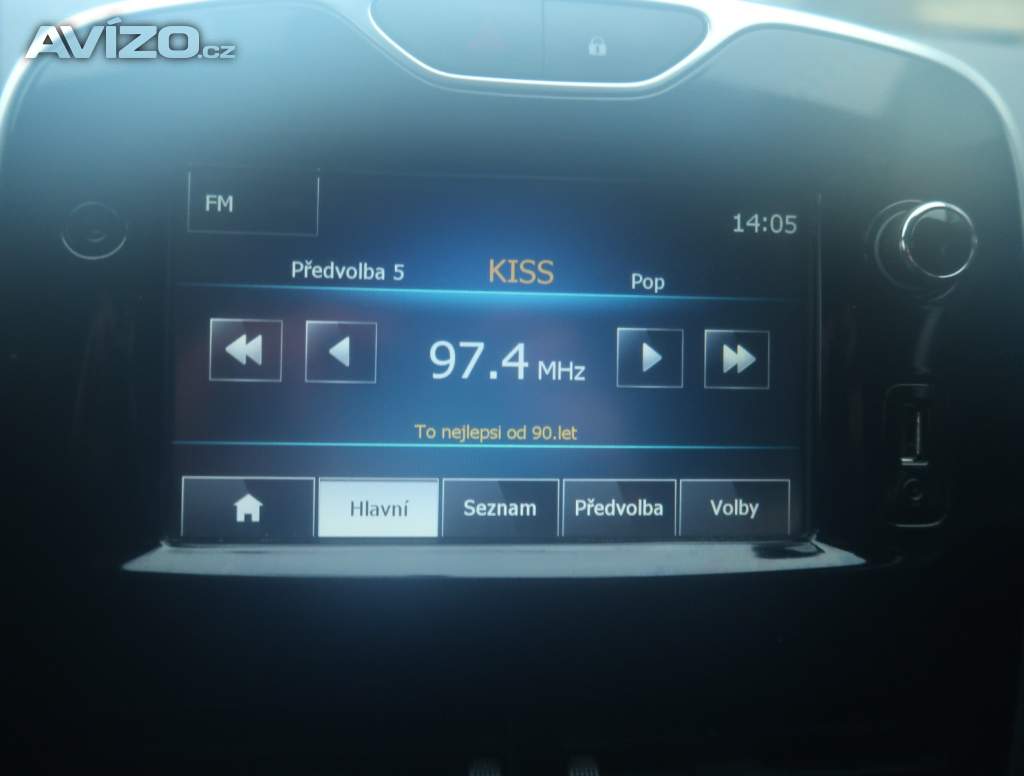 AVÍZO.cz
FM
14:05
Předvolba 5
KISS
Pop
97.4 MHz
To nejlepsi od 90.let
Hlavní
Seznam
Předvolba
Volby